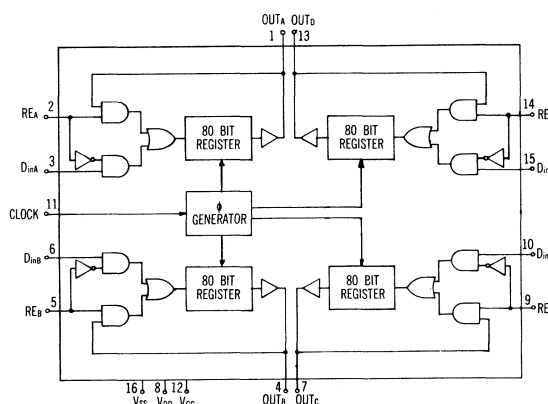 OUTA OUTD
1 13
2
REA
14
RE
80 BIT
REGISTER
80 BIT
REGISTER
3
DinA
15
Din
11
CLOCK
ϕ
GENERATOR
6
DinB
10
Din
80 BIT
REGISTER
80 BIT
REGISTER
5
REB
9
RE
16 8 12
VSS VDD VGG
4 7
OUTB OUTC